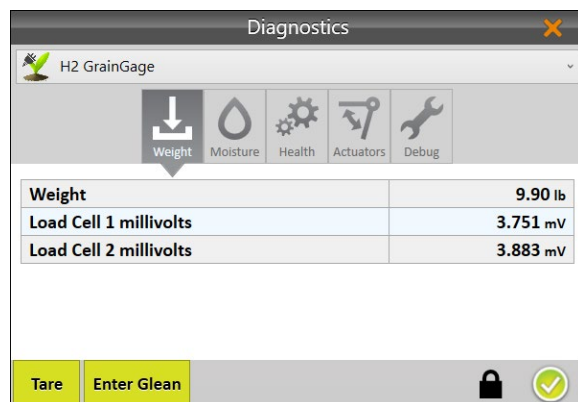 Diagnostics
H2 GrainGage
Weight Moisture Health Actuators Debug
Weight 9.90 lb
Load Cell 1 millivolts 3.751 mV
Load Cell 2 millivolts 3.883 mV
Tare Enter Glean